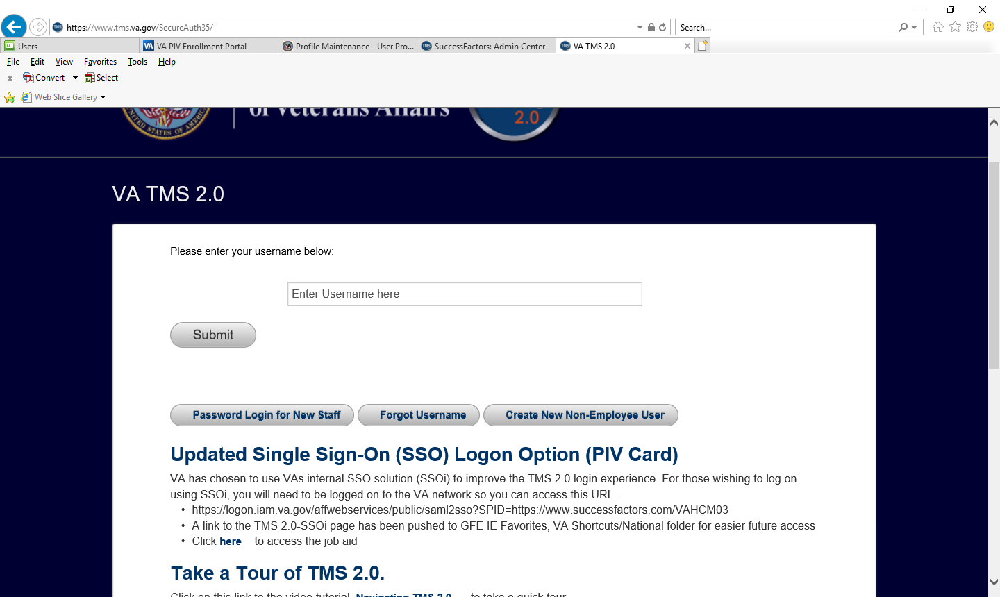 https://www.tms.va.gov/SecureAuth35/
Search...
Users
VA PIV Enrollment Portal
Profile Maintenance - User Pro...
SuccessFactors: Admin Center
VA TMS 2.0
File Edit View Favorites Tools Help
x Convert Select
Web Slice Gallery
UNITED STATES OF AMERICA
of Veterans Affairs
2.0
VA TMS 2.0
Please enter your username below:
Enter Username here
Submit
Password Login for New Staff Forgot Username Create New Non-Employee User
Updated Single Sign-On (SSO) Logon Option (PIV Card)
VA has chosen to use VAs internal SSO solution (SSOi) to improve the TMS 2.0 login experience. For those wishing to log on
using SSOi, you will need to be logged on to the VA network so you can access this URL -
• https://logon.iam.va.gov/affwebservices/public/saml2sso?SPID=https://www.successfactors.com/VAHCM03
• A link to the TMS 2.0-SSOi page has been pushed to GFE IE Favorites, VA Shortcuts/National folder for easier future access
• Click here to access the job aid
Take a Tour of TMS 2.0.
Click on this link to the video tutorial, Navigating TMS 2.0 to take a quick tour